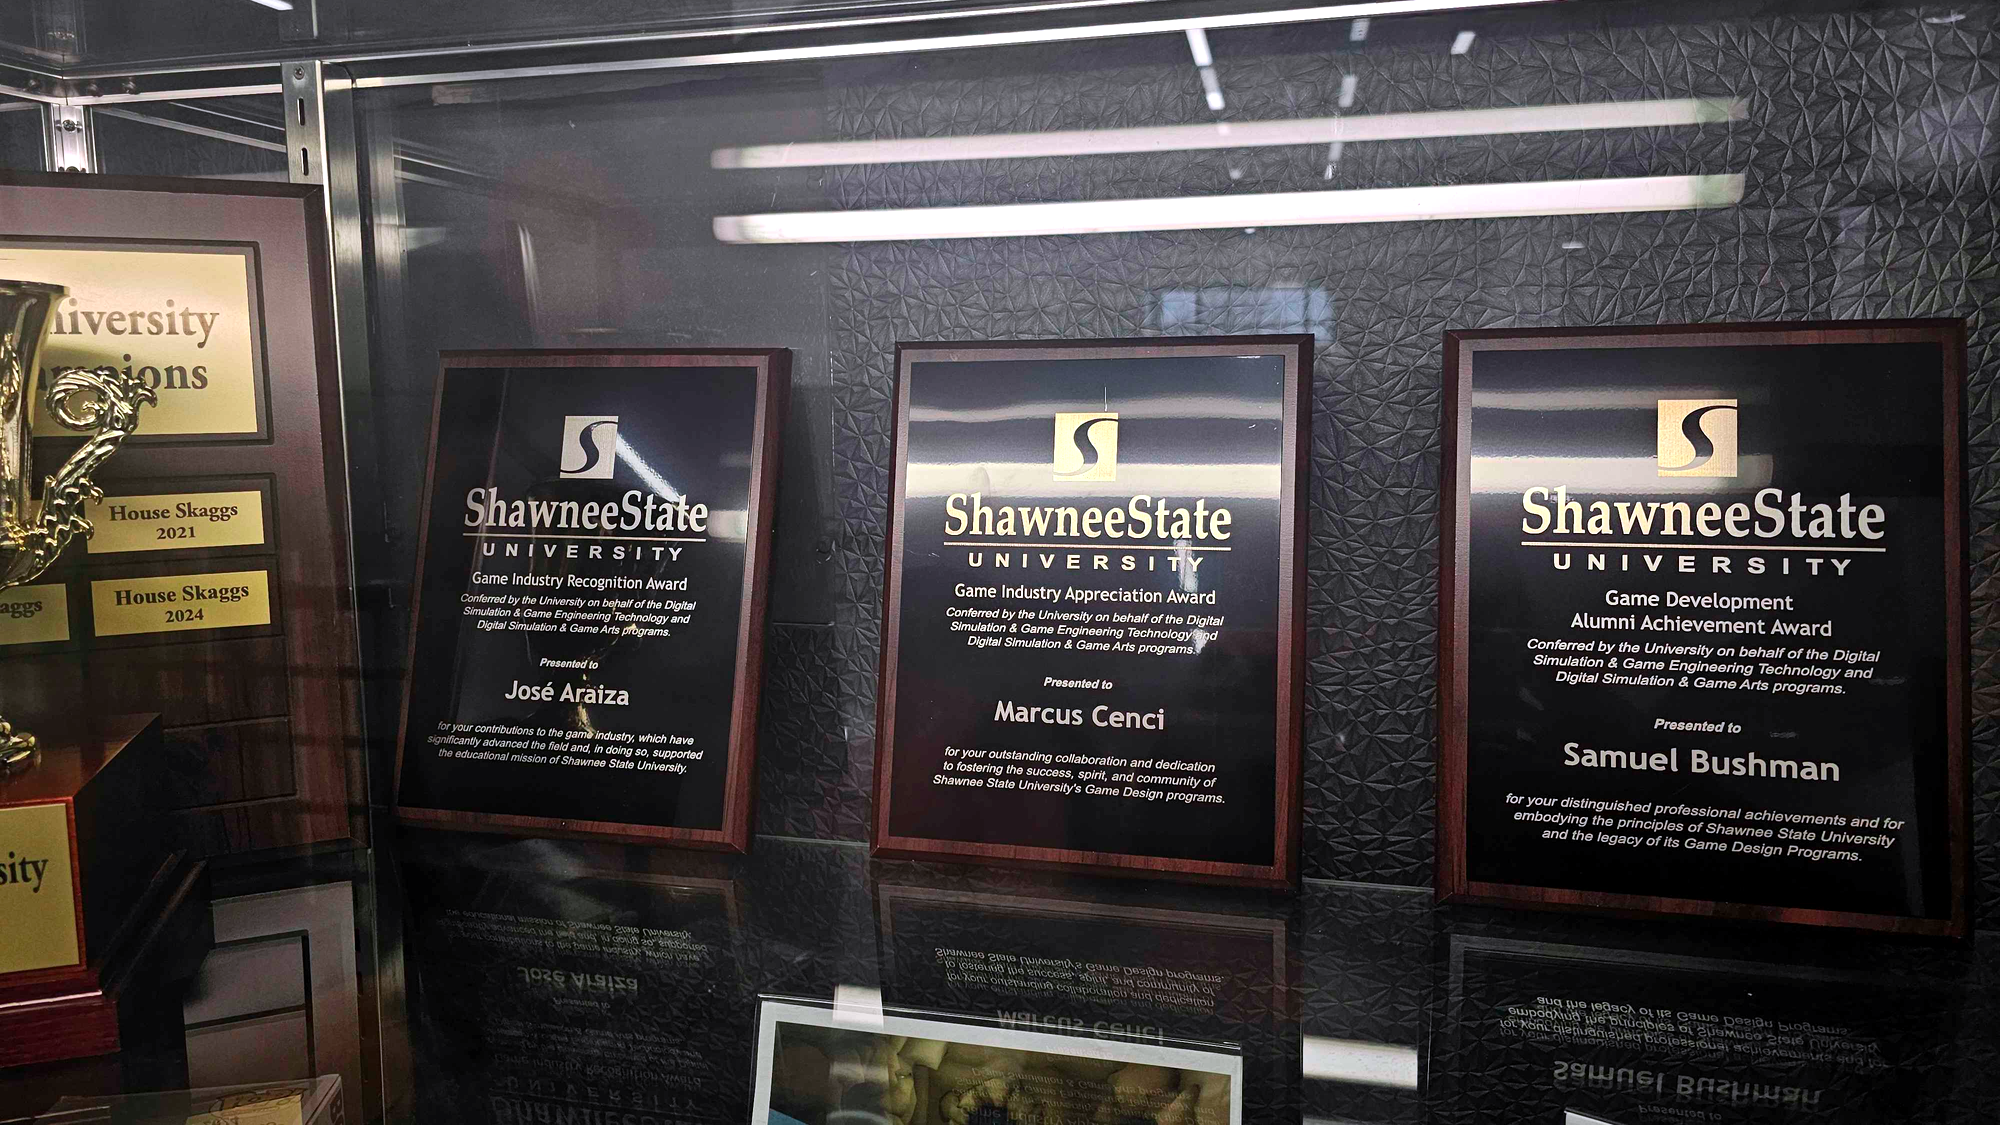 iversity
mpions
House Skaggs
2021
aggs
House Skaggs
2024
sity
S
ShawneeState
UNIVERSITY
Game Industry Recognition Award
Conferred by the University on behalf of the Digital
Simulation & Game Engineering Technology and
Digital Simulation & Game Arts programs.
Presented to
José Araiza
for your contributions to the game industry, which have
significantly advanced the field and, in doing so, supported
the educational mission of Shawnee State University.
S
ShawneeState
UNIVERSITY
Game Industry Appreciation Award
Conferred by the University on behalf of the Digital
Simulation & Game Engineering Technology and
Digital Simulation & Game Arts programs.
Presented to
Marcus Cenci
for your outstanding collaboration and dedication
to fostering the success, spirit, and community of
Shawnee State University's Game Design programs.
S
ShawneeState
UNIVERSITY
Game Development
Alumni Achievement Award
Conferred by the University on behalf of the Digital
Simulation & Game Engineering Technology and
Digital Simulation & Game Arts programs.
Presented to
Samuel Bushman
for your distinguished professional achievements and for
embodying the principles of Shawnee State University
and the legacy of its Game Design Programs.